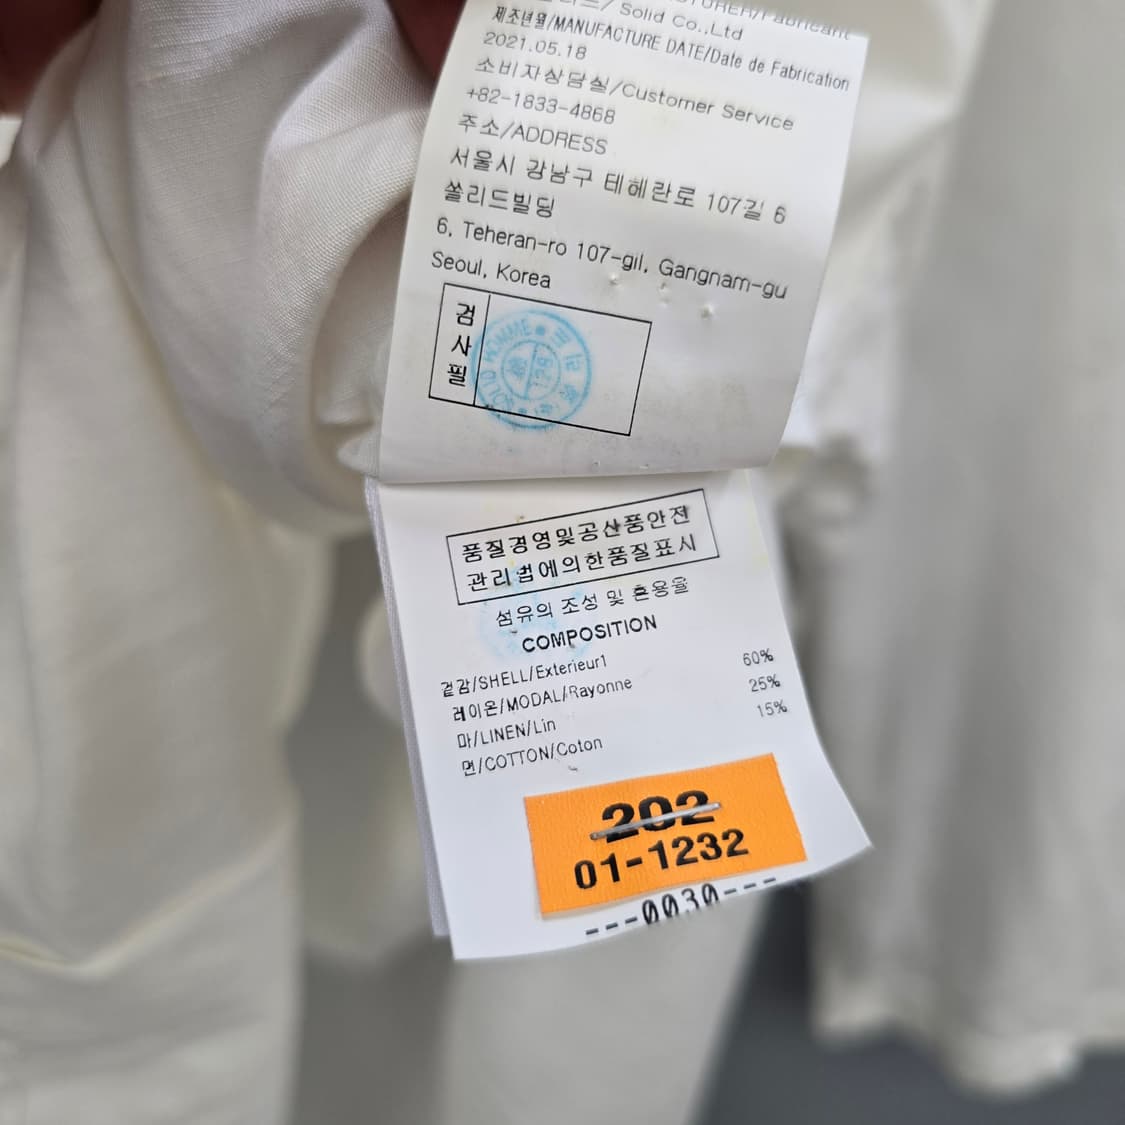 Solid Co.,Ltd
제조년월/MANUFACTURE DATE/Date de Fabrication
2021.05.18
소비자상담실/Customer Service
+82-1833-4868
주소/ADDRESS
서울시 강남구 테헤란로 107길 6
쏠리드빌딩
6, Teheran-ro 107-gil, Gangnam-gu
Seoul, Korea
검사필
HOMME
품질경영및공산품안전
관리법에의한품질표시
섬유의 조성 및 혼용율
COMPOSITION
겉감/SHELL/Exterieur1
레이온/MODAL/Rayonne 60%
마/LINEN/Lin 25%
면/COTTON/Coton 15%
202
01-1232
---0030---